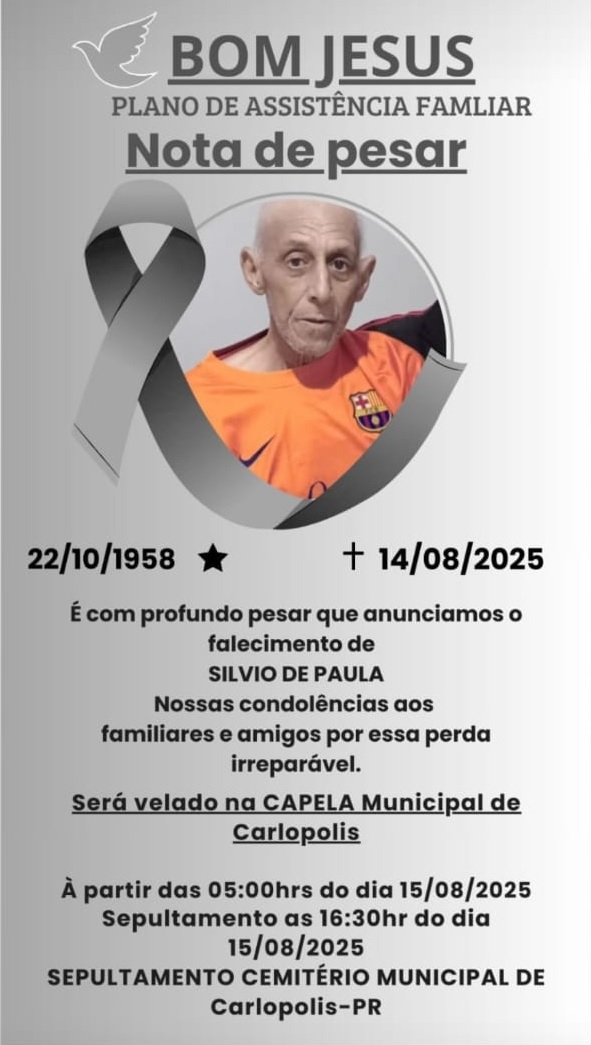 BOM JESUS
PLANO DE ASSISTÊNCIA FAMLIAR
Nota de pesar
22/10/1958
14/08/2025
É com profundo pesar que anunciamos o
falecimento de
SILVIO DE PAULA
Nossas condolências aos
familiares e amigos por essa perda
irreparável.
Será velado na CAPELA Municipal de
Carlopolis
À partir das 05:00hrs do dia 15/08/2025
Sepultamento as 16:30hr do dia
15/08/2025
SEPULTAMENTO CEMITÉRIO MUNICIPAL DE
Carlopolis-PR